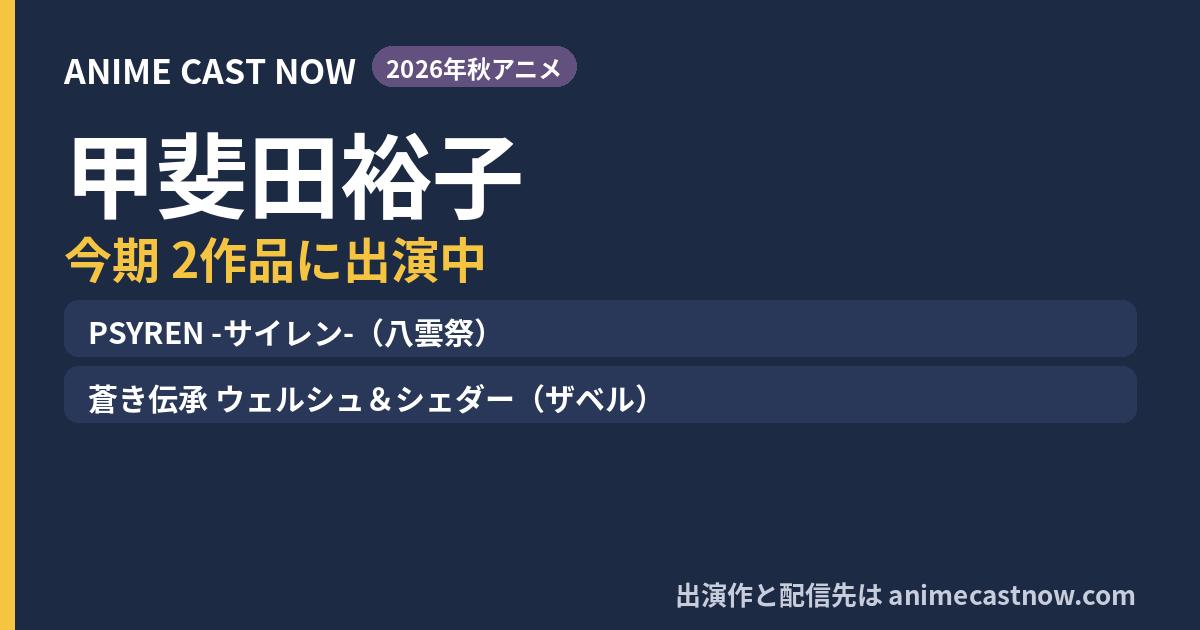 ANIME CAST NOW 2026年秋アニメ
甲斐田裕子
今期 2作品に出演中
PSYREN -サイレン-（八雲祭）
蒼き伝承 ウェルシュ＆シェダー（ザベル）
出演作と配信先は animecastnow.com